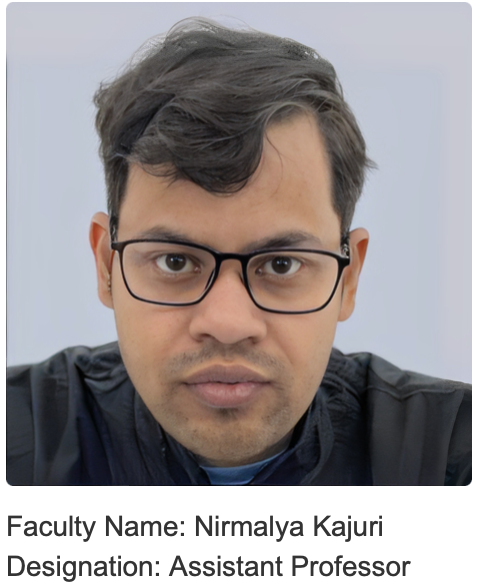 Faculty Name: Nirmalya Kajuri
Designation: Assistant Professor